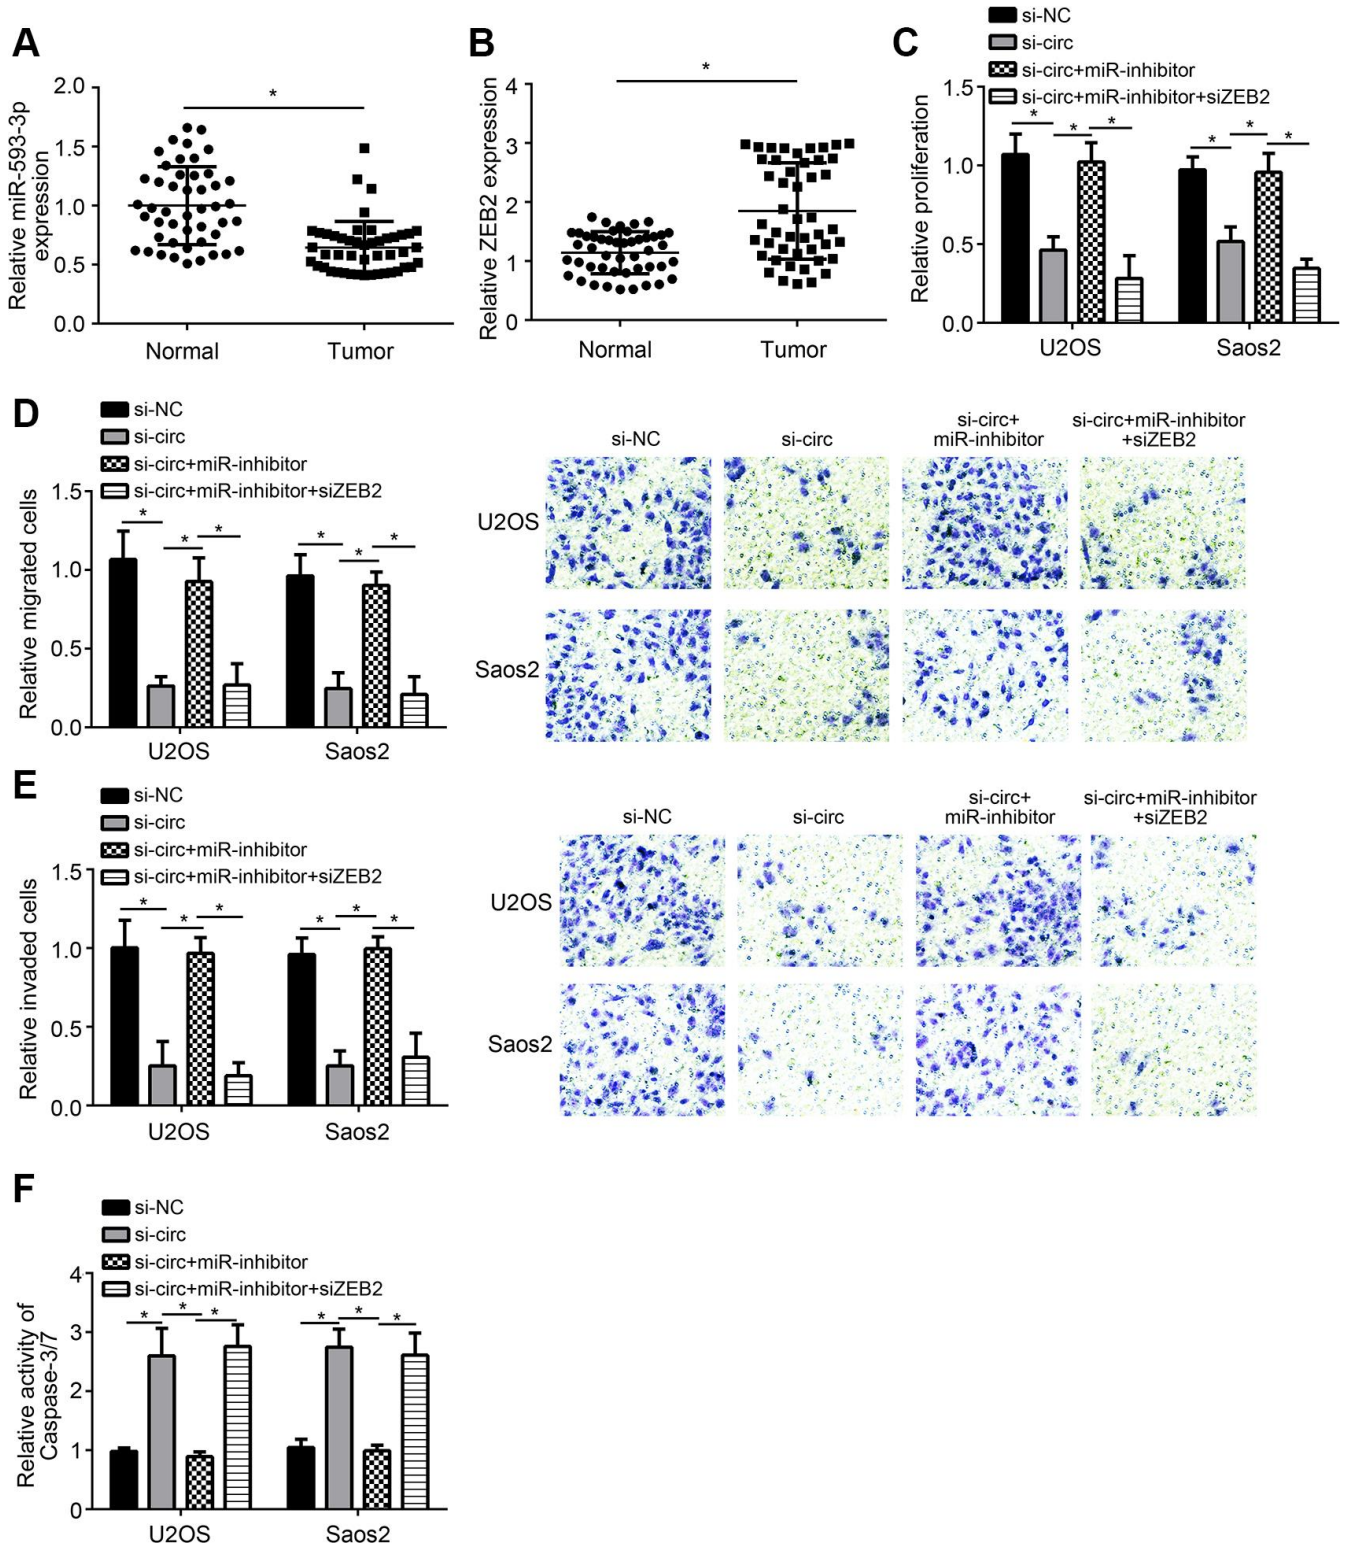 A
Relative miR-593-3p
expression
2.0
1.5
1.0
0.5
0.0
*
Normal
Tumor
B
Relative ZEB2 expression
4
3
2
1
0
*
Normal
Tumor
C
si-NC
si-circ
si-circ+miR-inhibitor
si-circ+miR-inhibitor+siZEB2
Relative proliferation
1.5
1.0
0.5
0.0
* * * * * *
U2OS
Saos2
D
si-NC
si-circ
si-circ+miR-inhibitor
si-circ+miR-inhibitor+siZEB2
Relative migrated cells
1.5
1.0
0.5
0.0
* * * * * *
U2OS
Saos2
si-NC
si-circ
si-circ+
miR-inhibitor
si-circ+miR-inhibitor
+siZEB2
U2OS
Saos2
E
si-NC
si-circ
si-circ+miR-inhibitor
si-circ+miR-inhibitor+siZEB2
Relative invaded cells
1.5
1.0
0.5
0.0
* * * * * *
U2OS
Saos2
si-NC
si-circ
si-circ+
miR-inhibitor
si-circ+miR-inhibitor
+siZEB2
U2OS
Saos2
F
si-NC
si-circ
si-circ+miR-inhibitor
si-circ+miR-inhibitor+siZEB2
Relative activity of
Caspase-3/7
4
3
2
1
0
* * * * * *
U2OS
Saos2